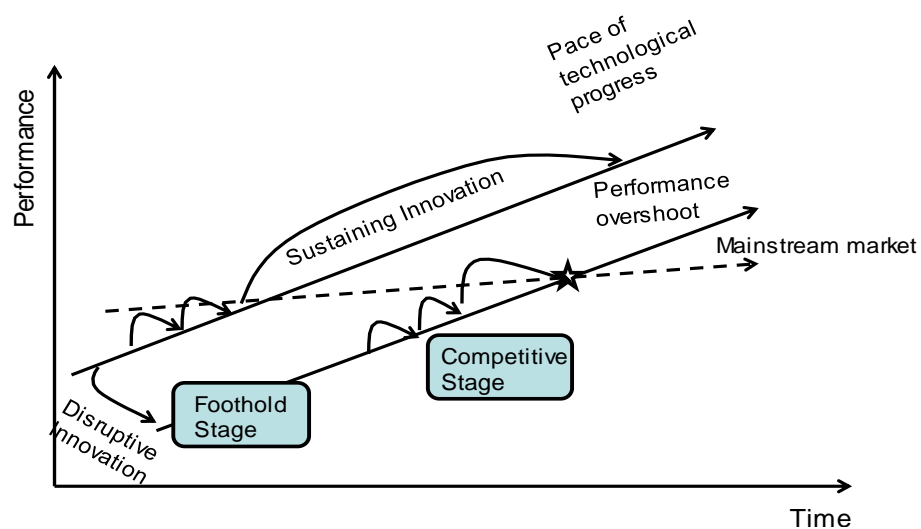 Pace of
technological
progress
Performance
Sustaining Innovation
Performance
overshoot
Mainstream market
Competitive
Stage
Foothold
Stage
Disruptive
Innovation
Time